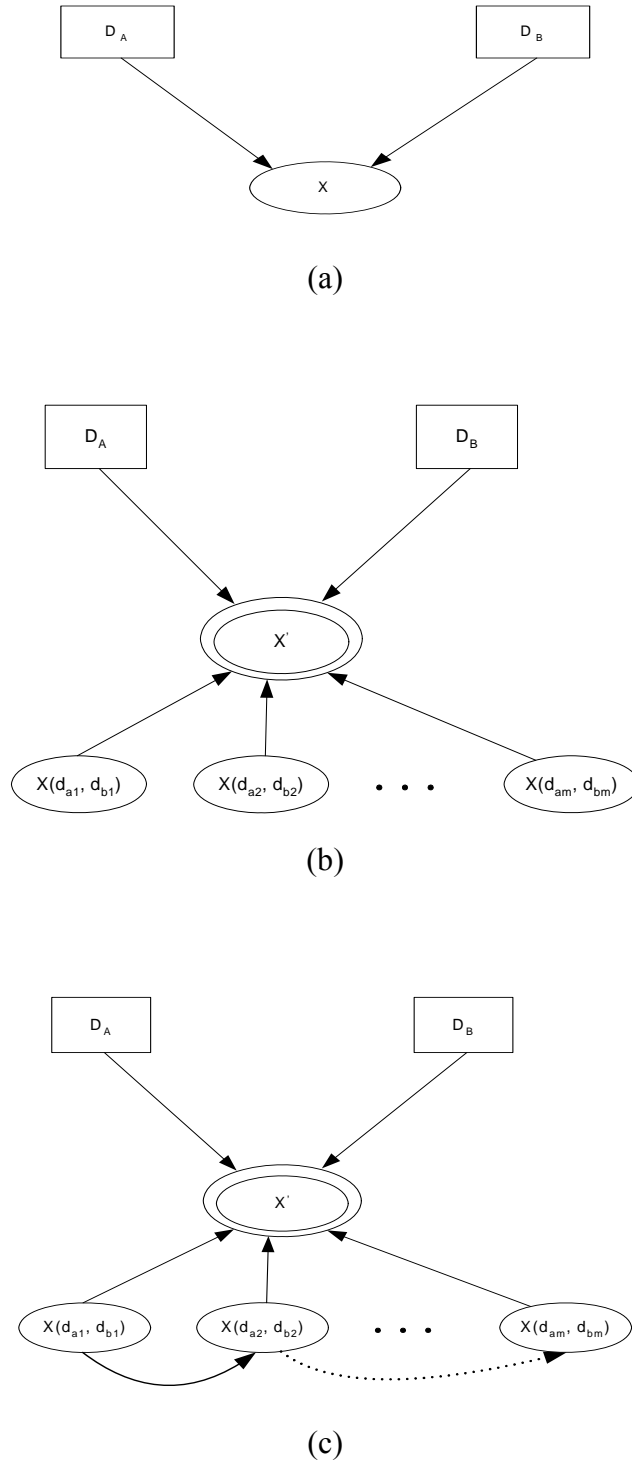 D_A D_B
X
(a)
D_A D_B
X'
X(d_a1, d_b1) X(d_a2, d_b2) . . . X(d_am, d_bm)
(b)
D_A D_B
X'
X(d_a1, d_b1) X(d_a2, d_b2) . . . X(d_am, d_bm)
(c)